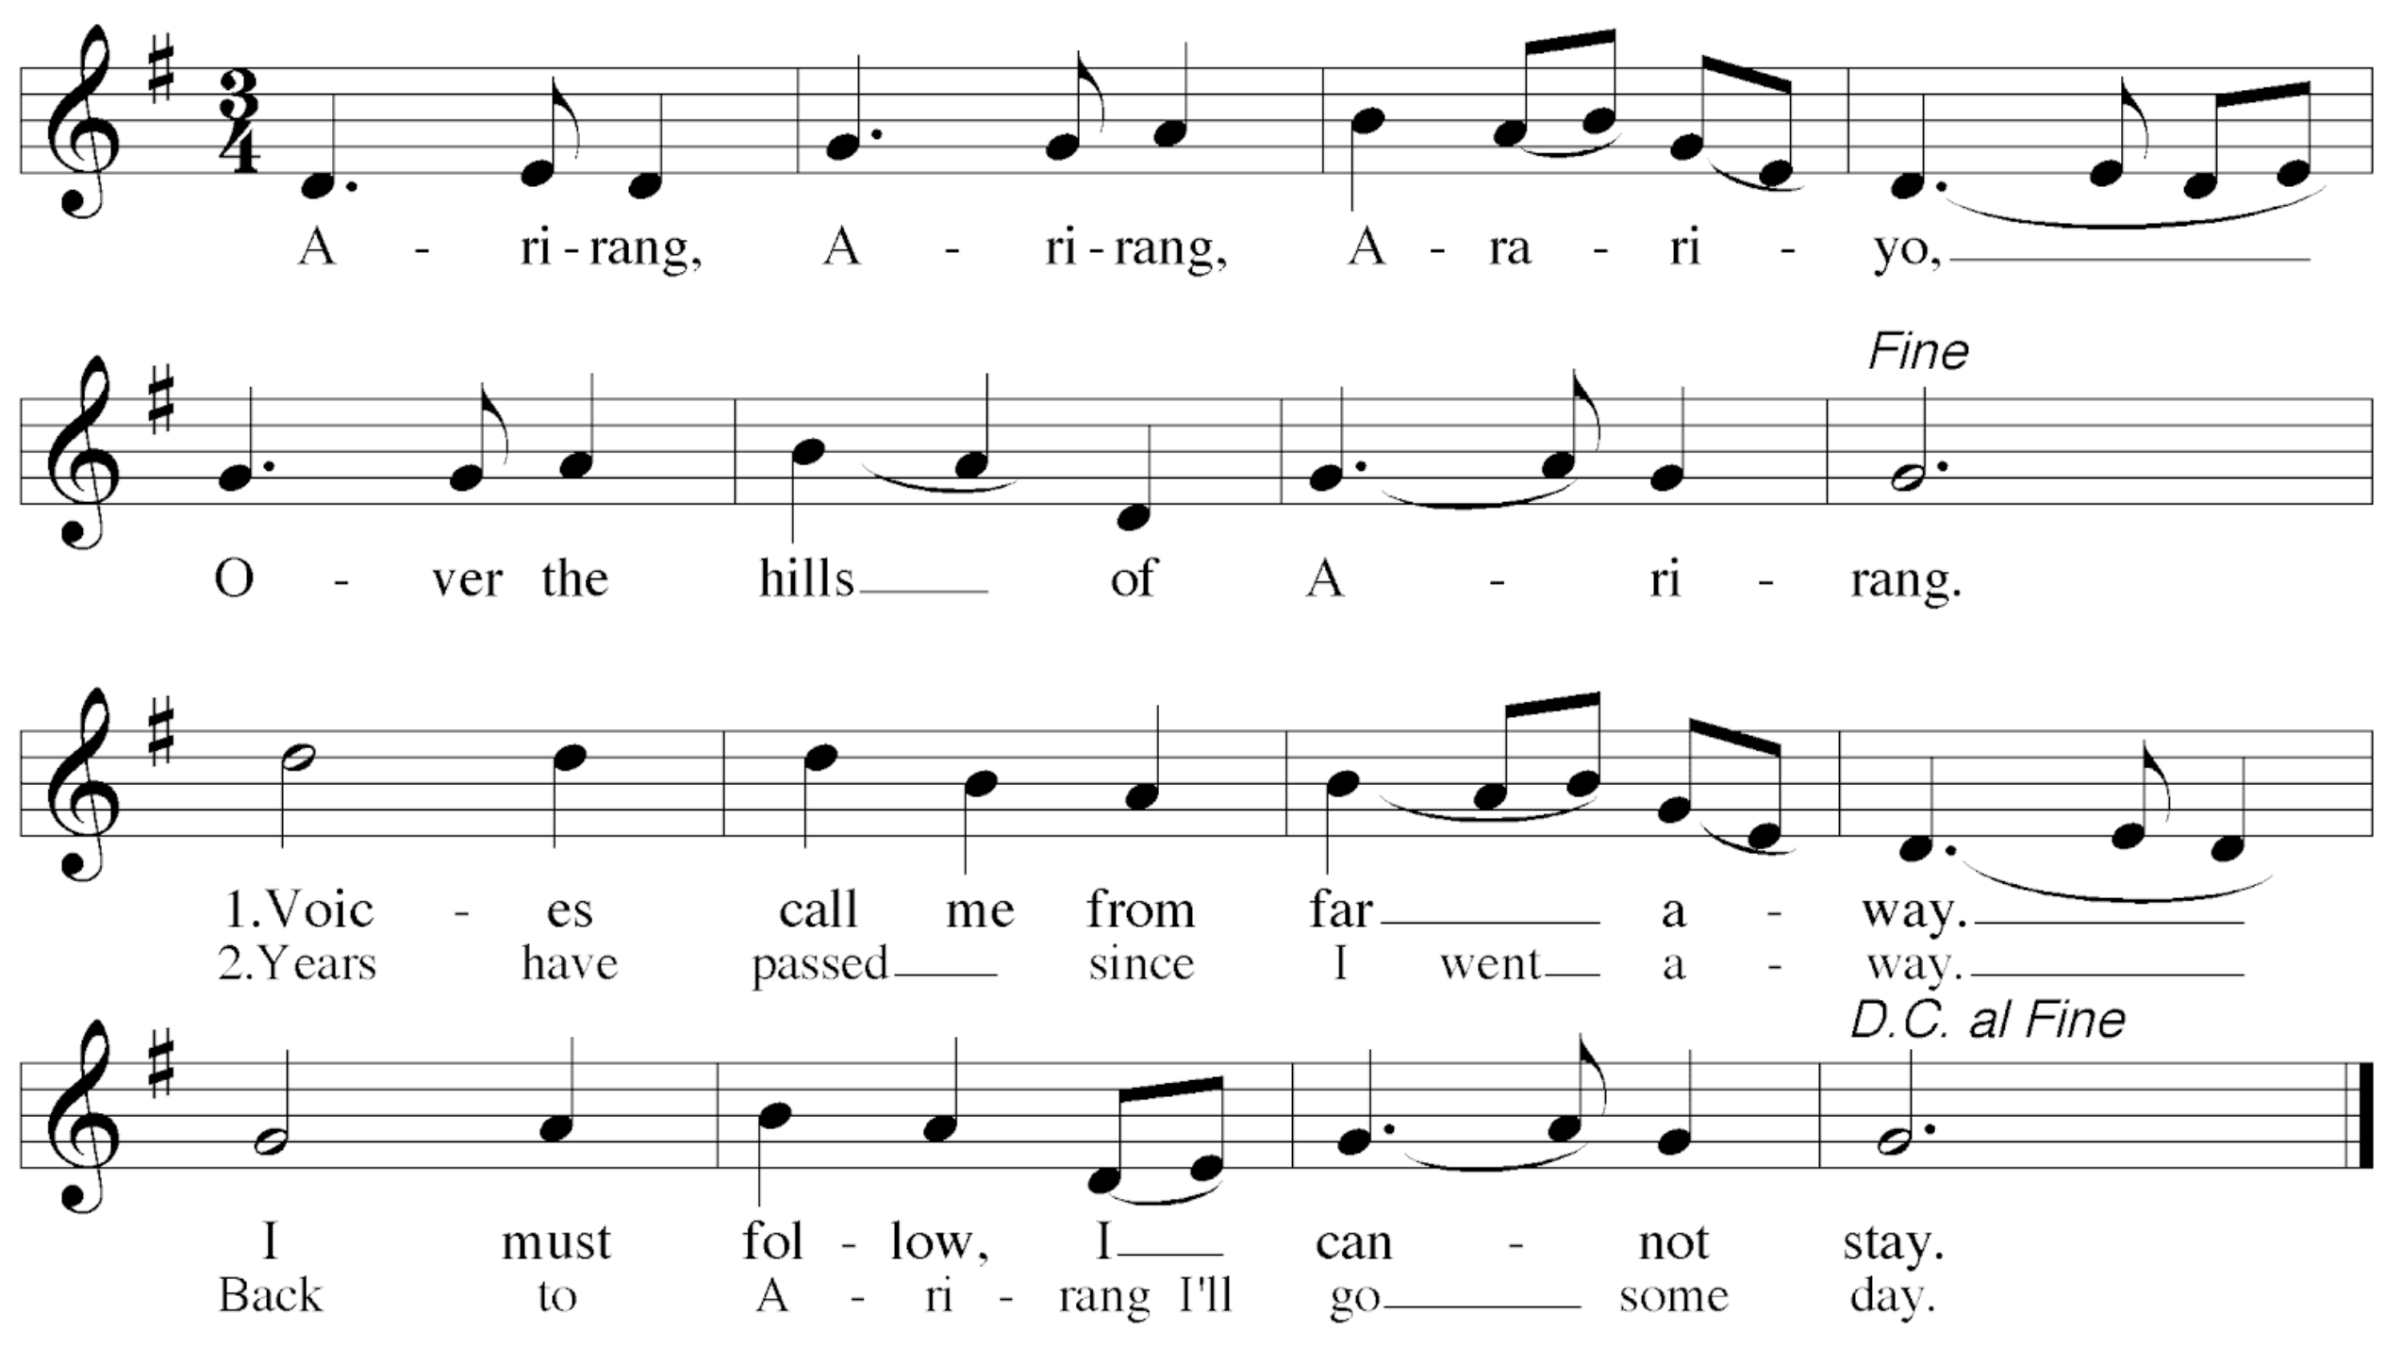 3
4
A - ri - rang, A - ri - rang, A - ra - ri - yo,
Fine
O - ver the hills of A - ri - rang.
1.Voic - es call me from far a - way.
2.Years have passed since I went a - way.
D.C. al Fine
I must fol - low, I can - not stay.
Back to A - ri - rang I'll go some day.